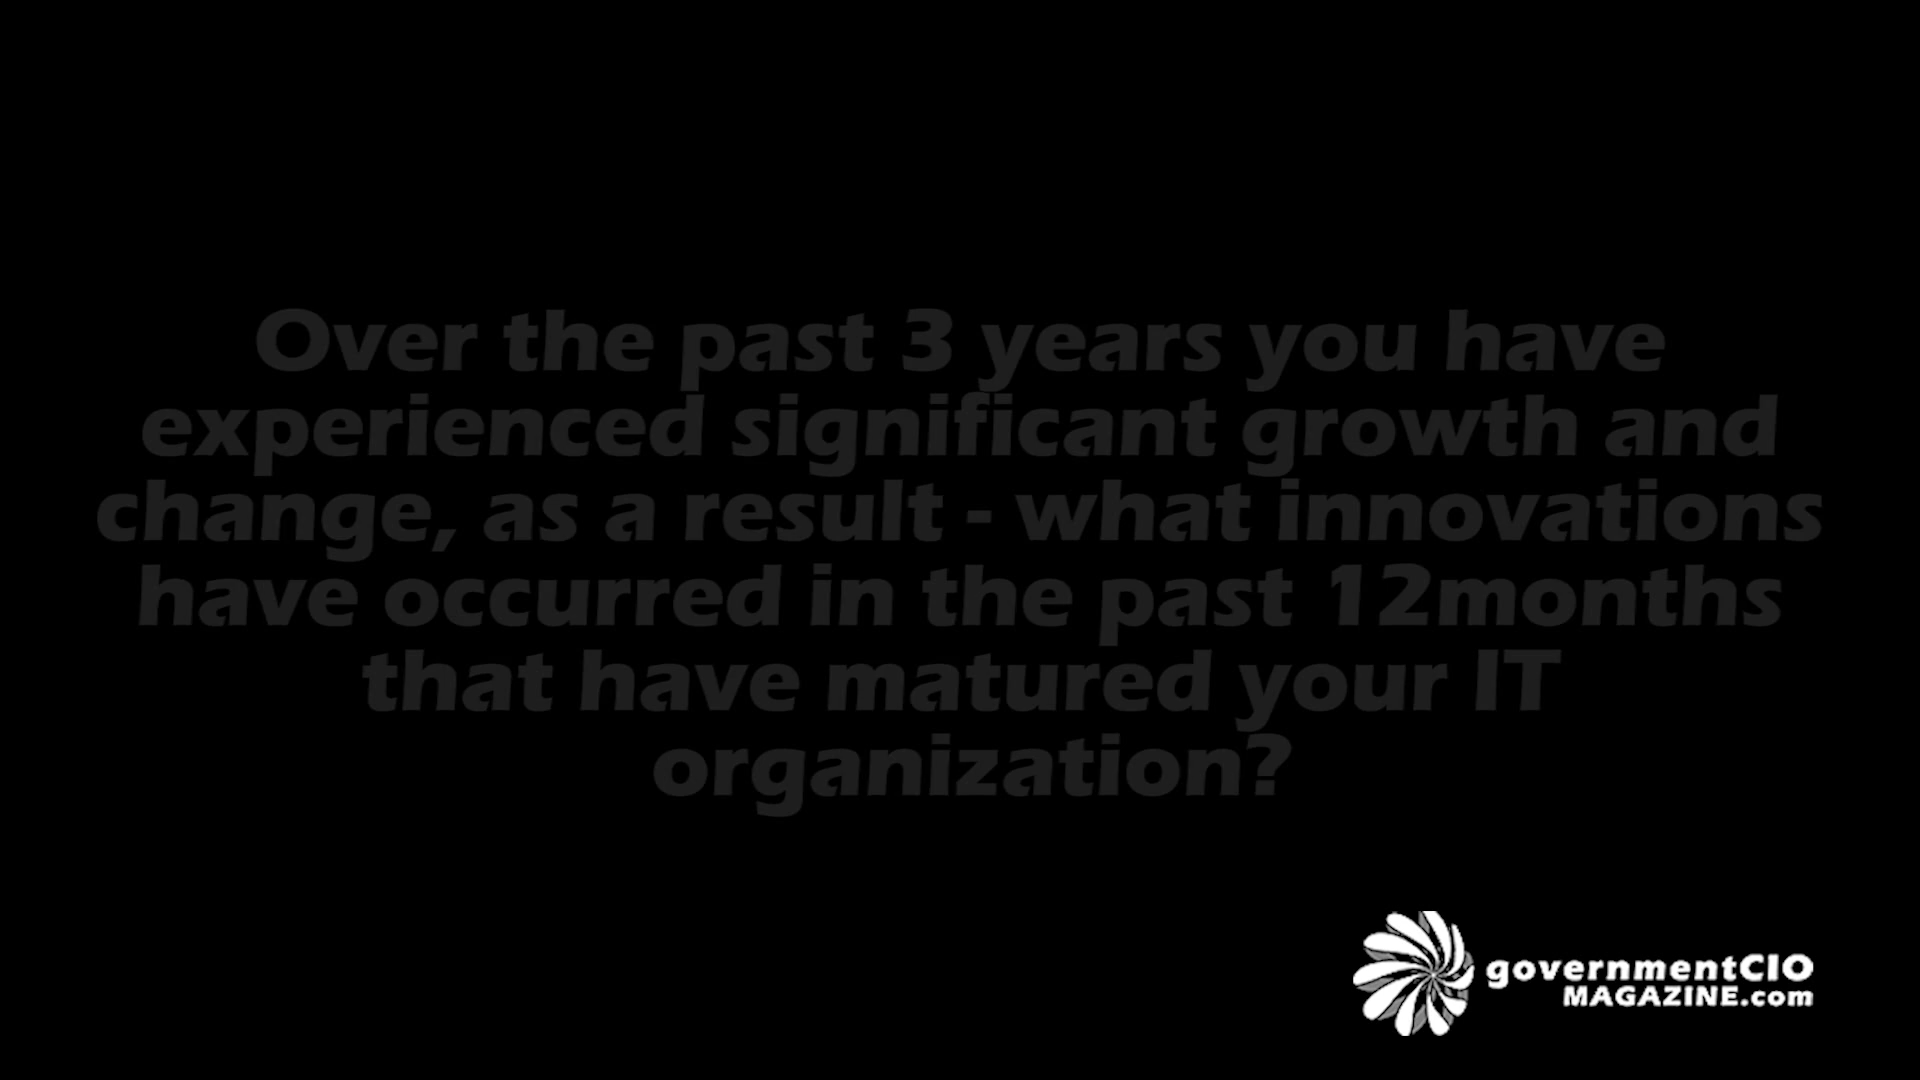 Over the past 3 years you have
experienced significant growth and
change, as a result - what innovations
have occurred in the past 12months
that have matured your IT
organization?
governmentCIO
MAGAZINE.com